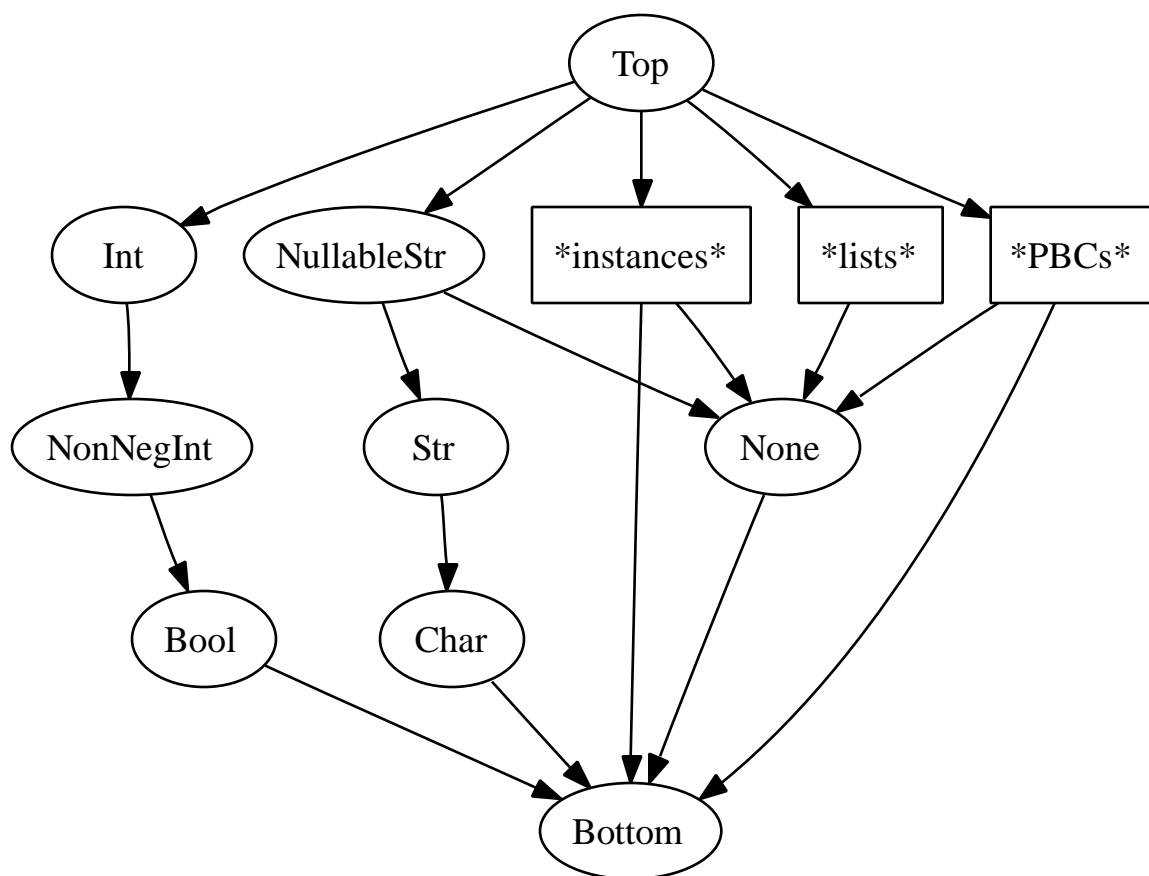 Top
Int
NullableStr
*instances*
*lists*
*PBCs*
NonNegInt
Str
None
Bool
Char
Bottom